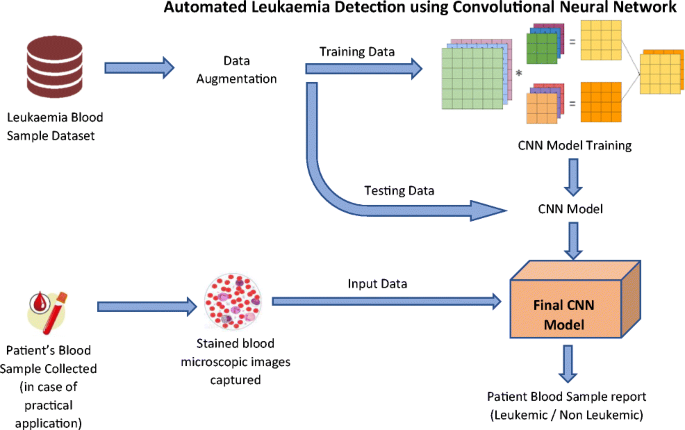 Automated Leukaemia Detection using Convolutional Neural Network
Data
Augmentation
Training Data
*
=
=
Leukaemia Blood
Sample Dataset
CNN Model Training
Testing Data
CNN Model
Input Data
Final CNN
Model
Patient's Blood
Sample Collected
(in case of
practical
application)
Stained blood
microscopic images
captured
Patient Blood Sample report
(Leukemic / Non Leukemic)